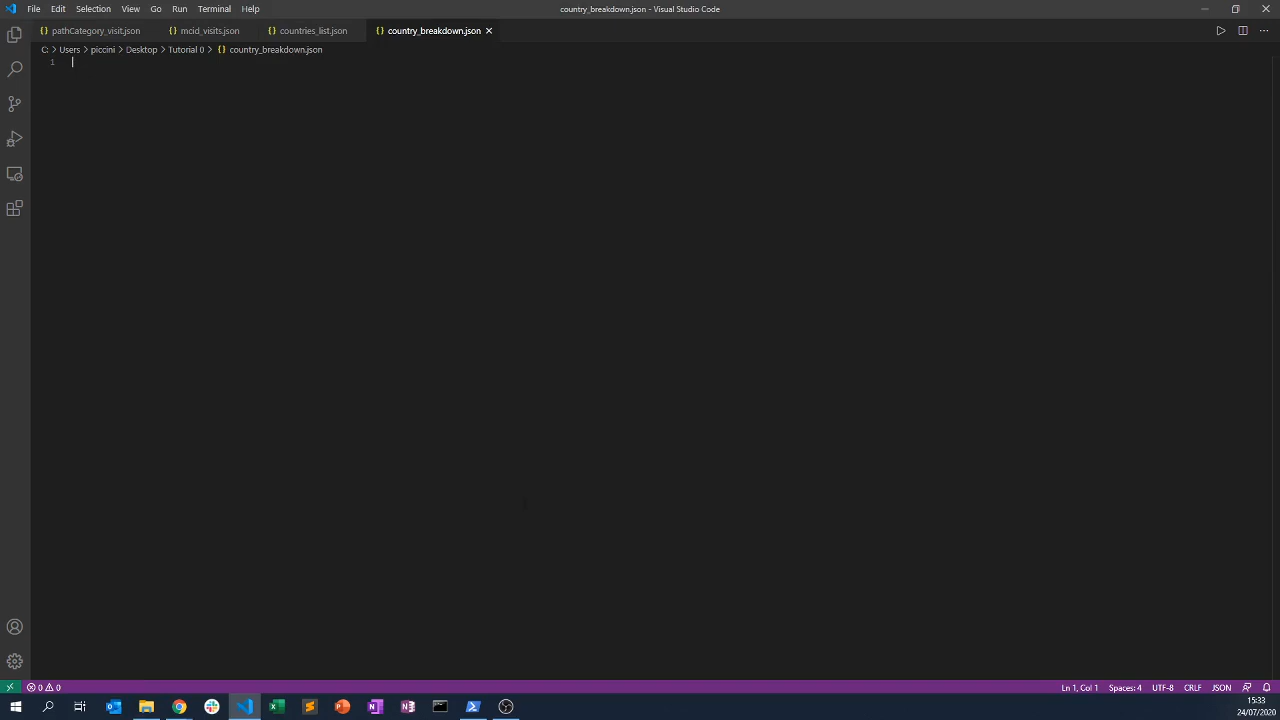 File Edit Selection View Go Run Terminal Help country_breakdown.json - Visual Studio Code
{} pathCategory_visit.json {} mcid_visits.json {} countries_list.json {} country_breakdown.json
C: > Users > piccini > Desktop > Tutorial 0 > {} country_breakdown.json
1
0 0 Ln 1, Col 1 Spaces: 4 UTF-8 CRLF JSON
15:33
24/07/2020